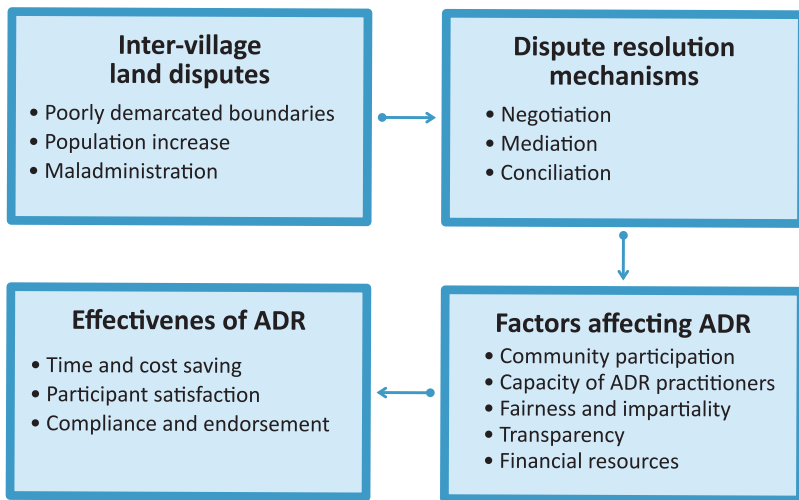 Inter-village
land disputes
• Poorly demarcated boundaries
• Population increase
• Maladministration
Dispute resolution
mechanisms
• Negotiation
• Mediation
• Conciliation
Factors affecting ADR
• Community participation
• Capacity of ADR practitioners
• Fairness and impartiality
• Transparency
• Financial resources
Effectivenes of ADR
• Time and cost saving
• Participant satisfaction
• Compliance and endorsement